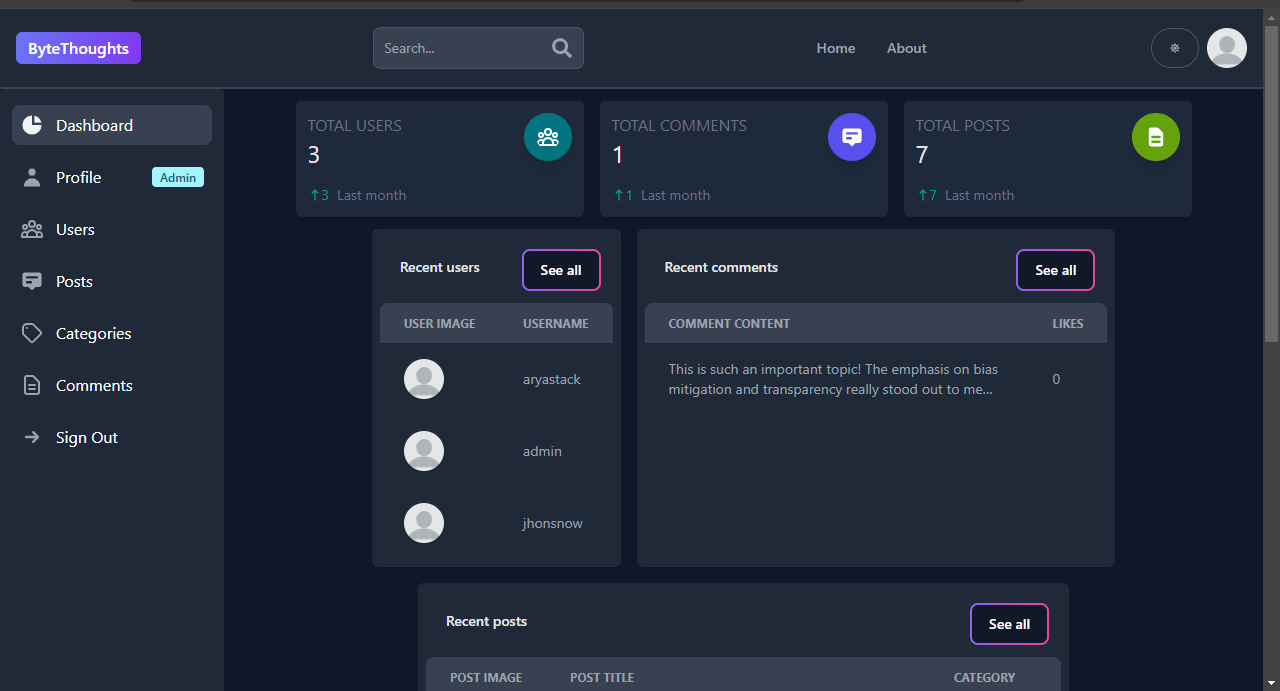 ByteThoughts
Search...
Home
About
Dashboard
Profile
Admin
Users
Posts
Categories
Comments
Sign Out
TOTAL USERS
3
3 Last month
TOTAL COMMENTS
1
1 Last month
TOTAL POSTS
7
7 Last month
Recent users
See all
USER IMAGE
USERNAME
aryastack
admin
jhonsnow
Recent comments
See all
COMMENT CONTENT
LIKES
This is such an important topic! The emphasis on bias
mitigation and transparency really stood out to me...
0
Recent posts
See all
POST IMAGE
POST TITLE
CATEGORY